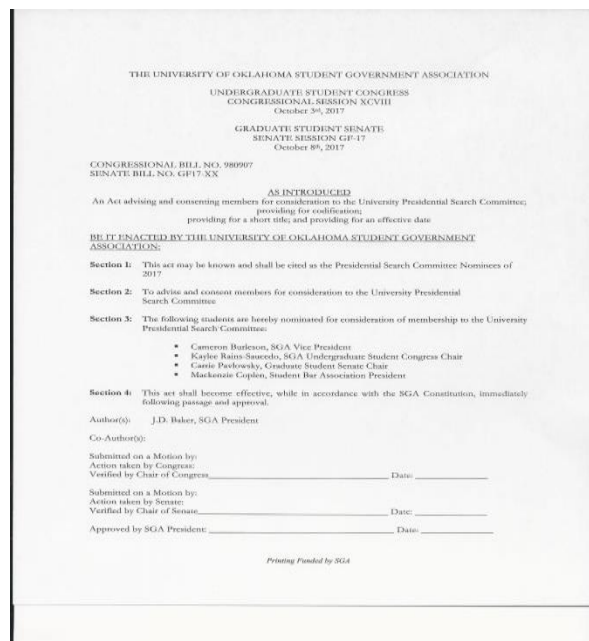 THE UNIVERSITY OF OKLAHOMA STUDENT GOVERNMENT ASSOCIATION
UNDERGRADUATE STUDENT CONGRESS
CONGRESSIONAL SESSION XCVIII
October 3rd, 2017
GRADUATE STUDENT SENATE
SENATE SESSION GF-17
October 8th, 2017
CONGRESSIONAL BILL NO. 980907
SENATE BILL NO. GF17-XX
AS INTRODUCED
An Act advising and consenting members for consideration to the University Presidential Search Committee;
providing for codification;
providing for a short title; and providing for an effective date
BE IT ENACTED BY THE UNIVERSITY OF OKLAHOMA STUDENT GOVERNMENT
ASSOCIATION:
Section 1: This act may be known and shall be cited as the Presidential Search Committee Nominees of
2017
Section 2: To advise and consent members for consideration to the University Presidential
Search Committee
Section 3: The following students are hereby nominated for consideration of membership to the University
Presidential Search Committee:
▪ Cameron Burleson, SGA Vice President
▪ Kaylee Rains-Saucedo, SGA Undergraduate Student Congress Chair
▪ Carrie Pavlowsky, Graduate Student Senate Chair
▪ Mackenzie Coplen, Student Bar Association President
Section 4: This act shall become effective, while in accordance with the SGA Constitution, immediately
following passage and approval.
Author(s): J.D. Baker, SGA President
Co-Author(s):
Submitted on a Motion by:
Action taken by Congress:
Verified by Chair of Congress Date:
Submitted on a Motion by:
Action taken by Senate:
Verified by Chair of Senate Date:
Approved by SGA President: Date:
Printing Funded by SGA